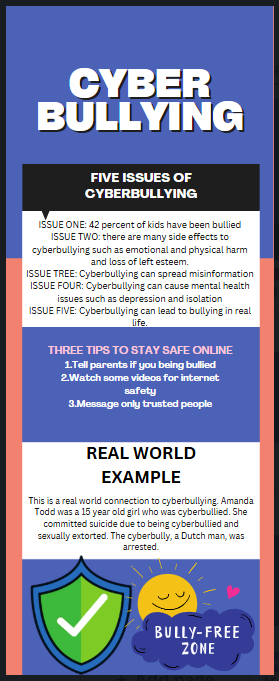 CYBER
BULLYING
FIVE ISSUES OF
CYBERBULLYING
ISSUE ONE: 42 percent of kids have been bullied
ISSUE TWO: there are many side effects to
cyberbullying such as emotional and physical harm
and loss of left esteem.
ISSUE TREE: Cyberbullying can spread misinformation
ISSUE FOUR: Cyberbullying can cause mental health
issues such as depression and isolation
ISSUE FIVE: Cyberbullying can lead to bullying in real
life.
THREE TIPS TO STAY SAFE ONLINE
1.Tell parents if you being bullied
2.Watch some videos for internet
safety
3.Message only trusted people
REAL WORLD
EXAMPLE
This is a real world connection to cyberbullying. Amanda
Todd was a 15 year old girl who was cyberbullied. She
committed suicide due to being cyberbullied and
sexually extorted. The cyberbully, a Dutch man, was
arrested.
BULLY-FREE
ZONE